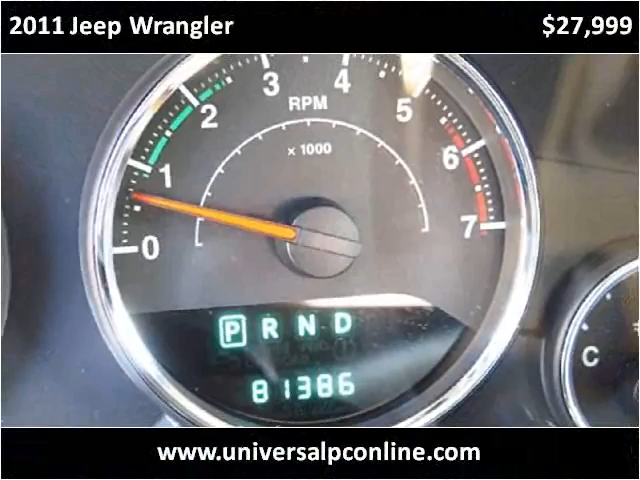 2011 Jeep Wrangler $27,999
3 4
RPM
2 5
x 1000
1 6
0 7
P R N D
81386
C
www.universalpconline.com